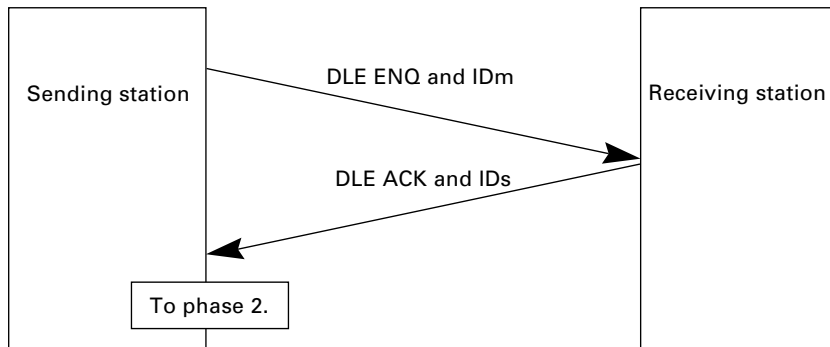 DLE ENQ and IDm
Sending station
Receiving station
DLE ACK and IDs
To phase 2.